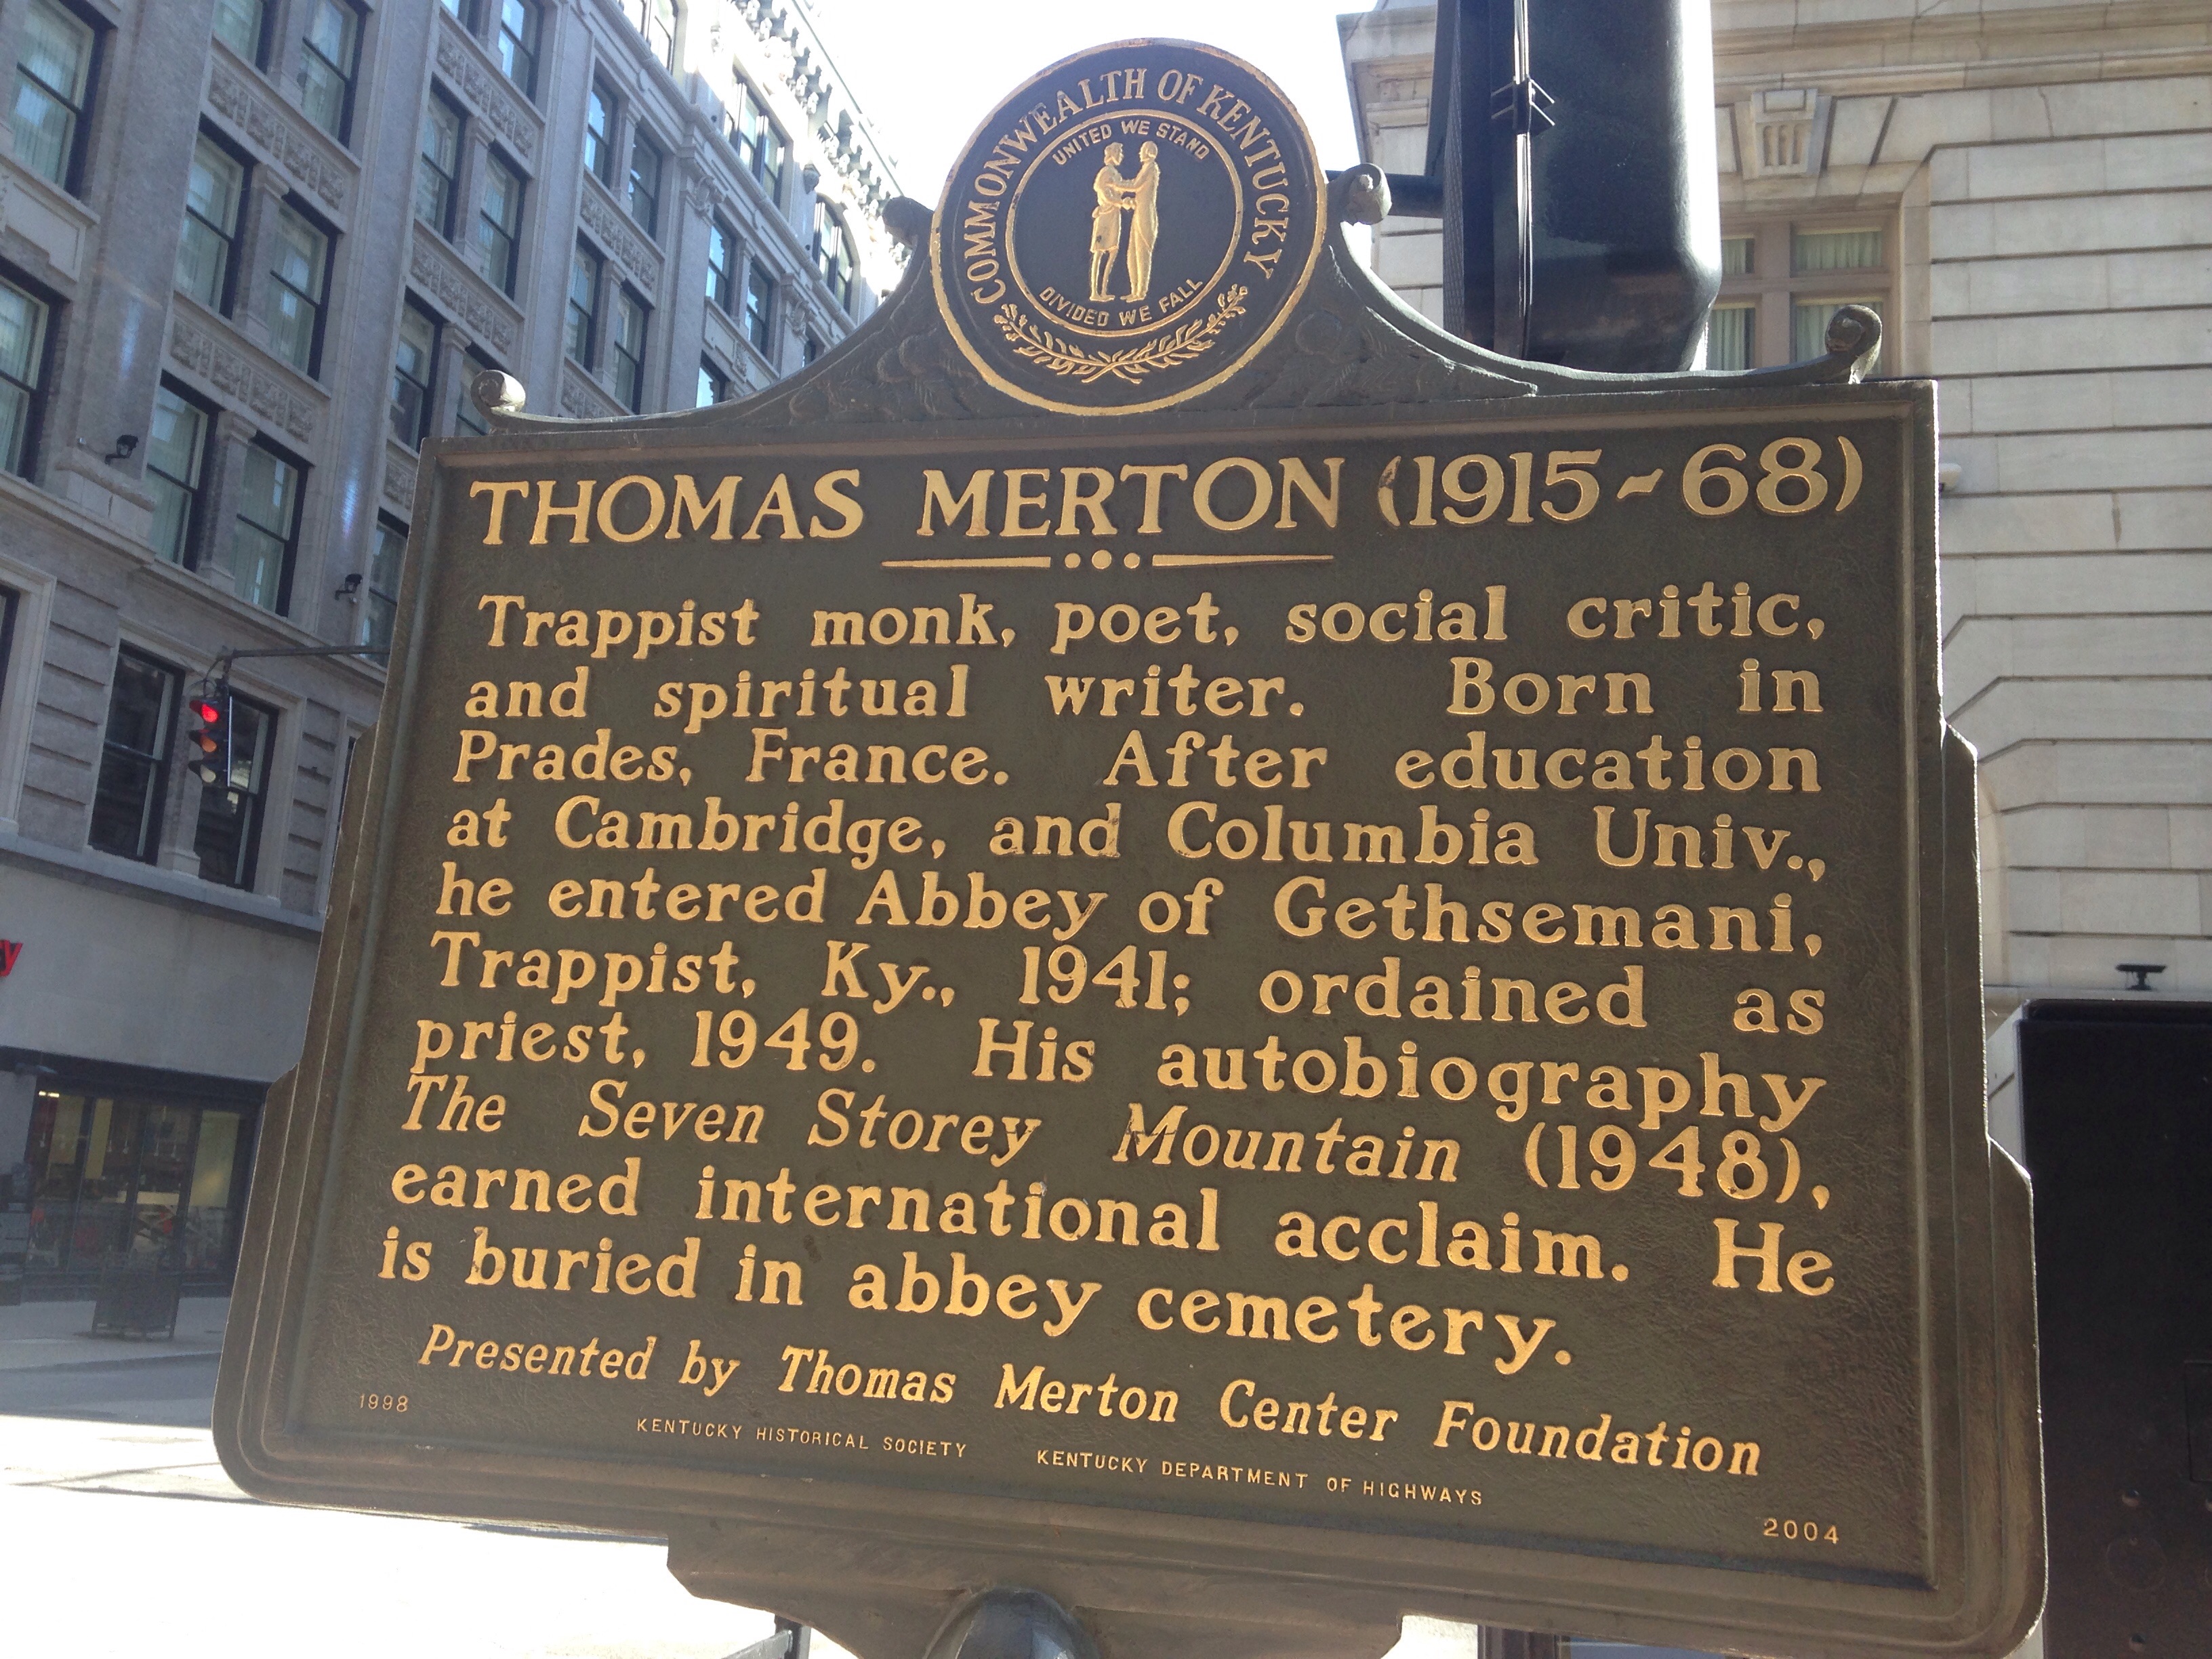 COMMONWEALTH OF KENTUCKY
UNITED WE STAND
DIVIDED WE FALL
THOMAS MERTON (1915~68)
Trappist monk, poet, social critic,
and spiritual writer. Born in
Prades, France. After education
at Cambridge, and Columbia Univ.,
he entered Abbey of Gethsemani,
Trappist, Ky., 1941; ordained as
priest, 1949. His autobiography
The Seven Storey Mountain (1948),
earned international acclaim. He
is buried in abbey cemetery.
Presented by Thomas Merton Center Foundation
1998
KENTUCKY HISTORICAL SOCIETY KENTUCKY DEPARTMENT OF HIGHWAYS
2004